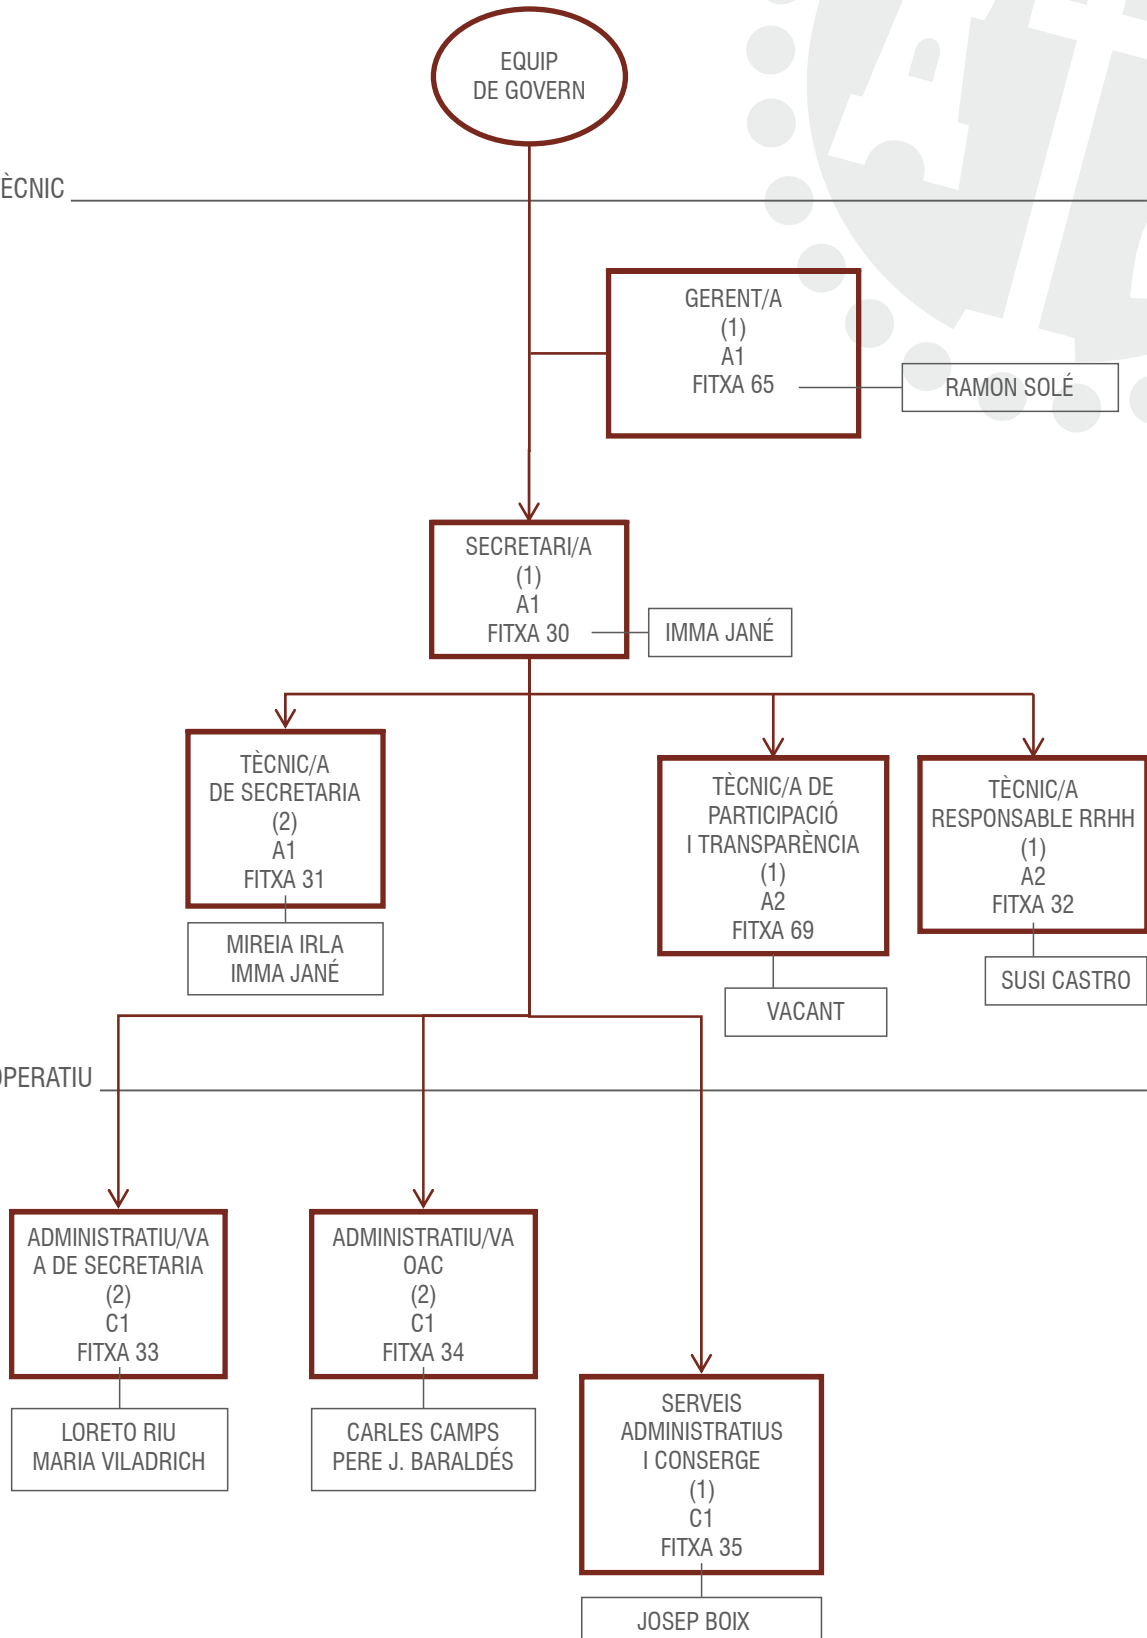 EQUIP
DE GOVERN
ÈCNIC
GERENT/A
(1)
A1
FITXA 65
RAMON SOLÉ
SECRETARI/A
(1)
A1
FITXA 30
IMMA JANÉ
TÈCNIC/A
DE SECRETARIA
(2)
A1
FITXA 31
MIREIA IRLA
IMMA JANÉ
TÈCNIC/A DE
PARTICIPACIÓ
I TRANSPARÈNCIA
(1)
A2
FITXA 69
VACANT
TÈCNIC/A
RESPONSABLE RRHH
(1)
A2
FITXA 32
SUSI CASTRO
OPERATIU
ADMINISTRATIU/VA
A DE SECRETARIA
(2)
C1
FITXA 33
LORETO RIU
MARIA VILADRICH
ADMINISTRATIU/VA
OAC
(2)
C1
FITXA 34
CARLES CAMPS
PERE J. BARALDÉS
SERVEIS
ADMINISTRATIUS
I CONSERGE
(1)
C1
FITXA 35
JOSEP BOIX